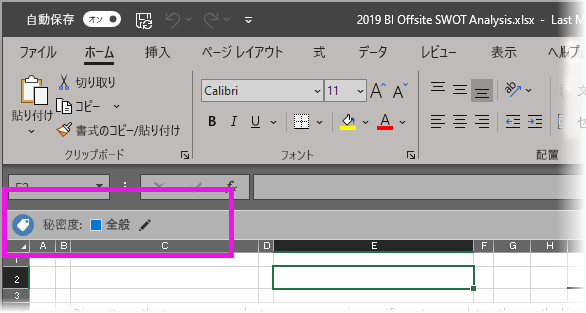 自動保存 オン 2019 BI Offsite SWOT Analysis.xlsx - Last M
ファイル ホーム 挿入 ページ レイアウト 式 データ レビュー 表示 ヘルプ
貼り付け
切り取り
コピー
書式のコピー/貼り付け
Calibri 11 A A
B I U A
ab
クリップボード フォント 配置
fx
秘密度: 全般
A B C D E F G H
1
2
3